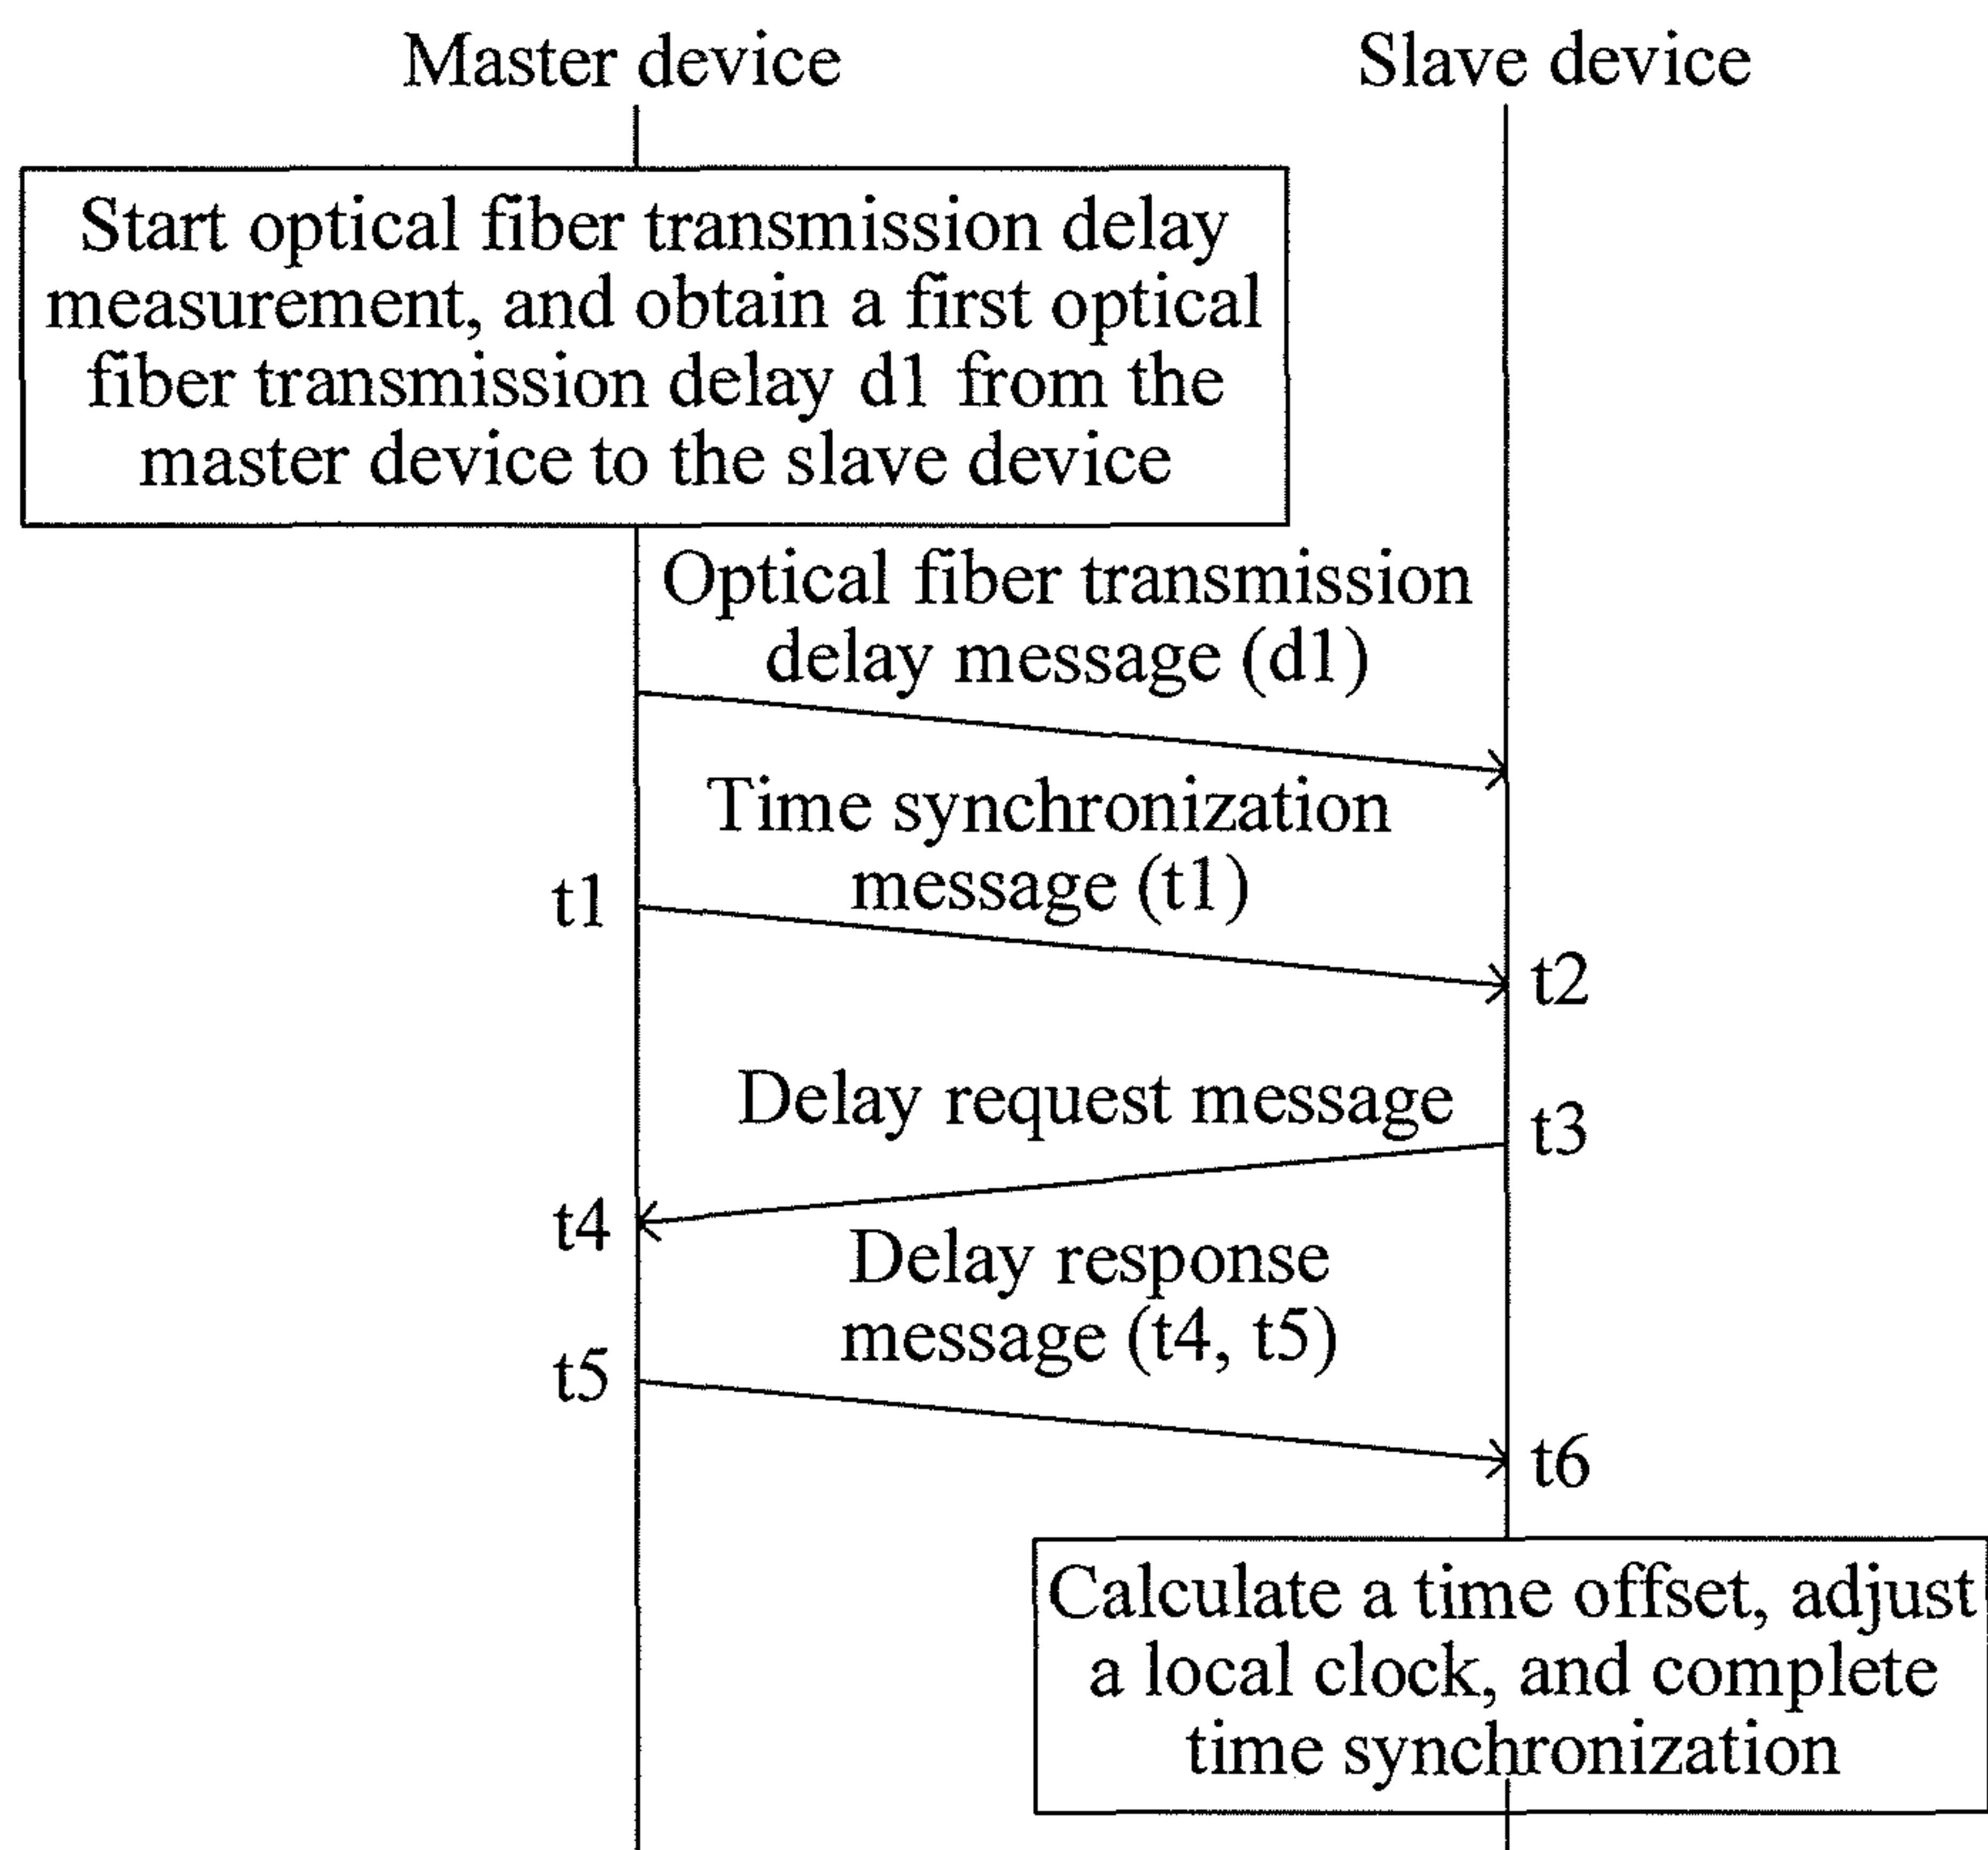 Master device
Slave device
Start optical fiber transmission delay
measurement, and obtain a first optical
fiber transmission delay d1 from the
master device to the slave device
Optical fiber transmission
delay message (d1)
Time synchronization
message (t1)
t1
t2
Delay request message
t3
t4
Delay response
message (t4, t5)
t5
t6
Calculate a time offset, adjust
a local clock, and complete
time synchronization